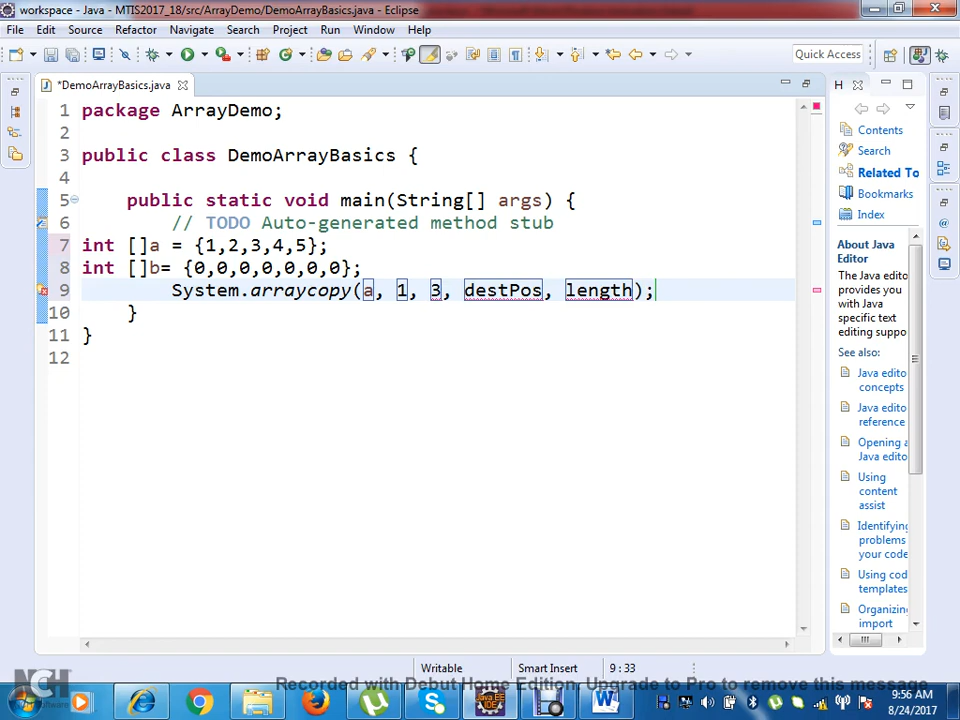 workspace - Java - MTIS2017_18/src/ArrayDemo/DemoArrayBasics.java - Eclipse
File Edit Source Refactor Navigate Search Project Run Window Help
Quick Access
*DemoArrayBasics.java
H
1 package ArrayDemo;
2
3 public class DemoArrayBasics {
4
5 public static void main(String[] args) {
6 // TODO Auto-generated method stub
7 int []a = {1,2,3,4,5};
8 int []b= {0,0,0,0,0,0,0};
9 System.arraycopy(a, 1, 3, destPos, length);
10 }
11 }
12
Contents
Search
Related To
Bookmarks
Index
About Java
Editor
The Java editor
provides you
with Java
specific text
editing suppo
See also:
Java edito
concepts
Java edito
reference
Opening a
Java edito
Using
content
assist
Identifying
problems
your code
Using cod
templates
Organizing
import
Writable
Smart Insert
9 : 33
NCH
Software
Recorded with Debut Home Edition. Upgrade to Pro to remove this message
9:56 AM
8/24/2017